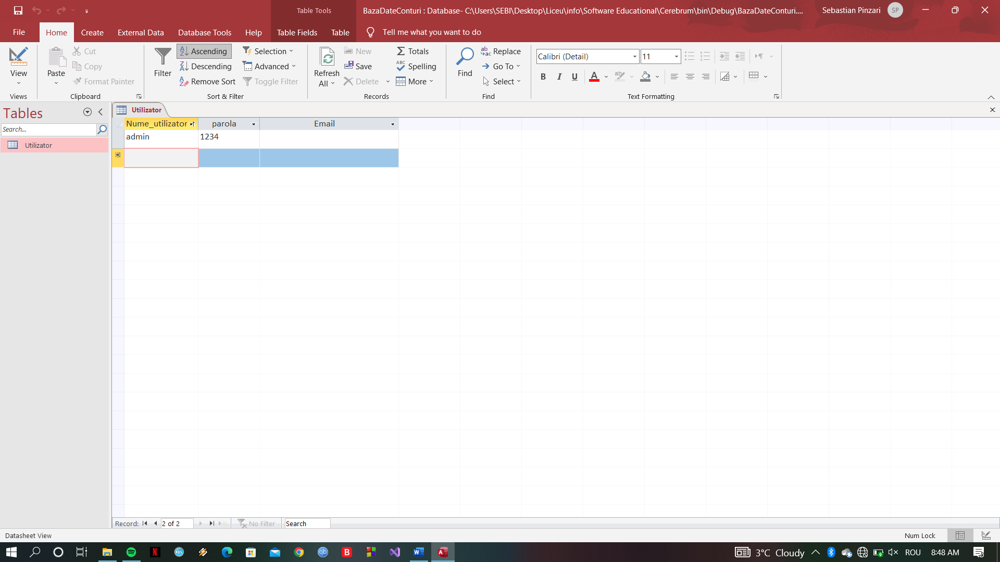 Table Tools
BazaDateConturi : Database- C:\Users\SEBI\Desktop\Liceu\info\Software Educational\Cerebrum\bin\Debug\BazaDateConturi....
Sebastian Pinzari
SP
File
Home
Create
External Data
Database Tools
Help
Table Fields
Table
Tell me what you want to do
View
Views
Paste
Cut
Copy
Format Painter
Clipboard
Filter
Ascending
Descending
Remove Sort
Selection
Advanced
Toggle Filter
Sort & Filter
Refresh
All
New
Save
Delete
Totals
Spelling
More
Records
Find
Replace
Go To
Select
Find
Calibri (Detail)
11
B I U A
Text Formatting
Tables
Search...
Utilizator
Utilizator
Nume_utilizator parola Email
admin 1234
Record: 2 of 2 No Filter Search
Datasheet View
Num Lock
3°C Cloudy
ROU
8:48 AM